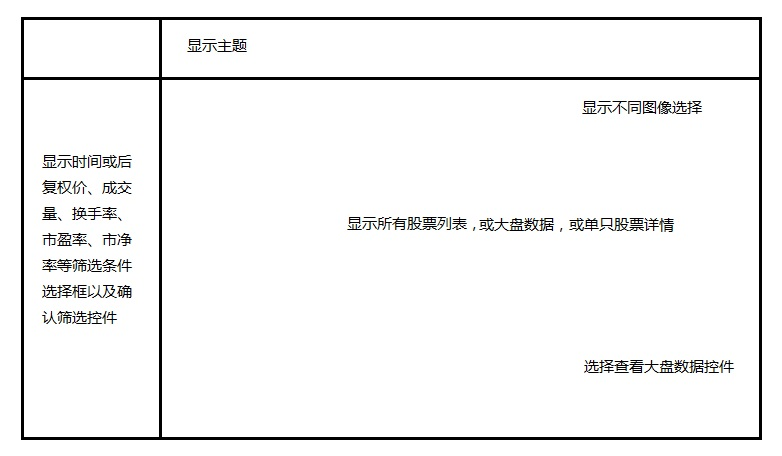 显示主题
显示不同图像选择
显示时间或后
复权价、成交
量、换手率、
市盈率、市净
率等筛选条件
选择框以及确
认筛选控件
显示所有股票列表，或大盘数据，或单只股票详情
选择查看大盘数据控件